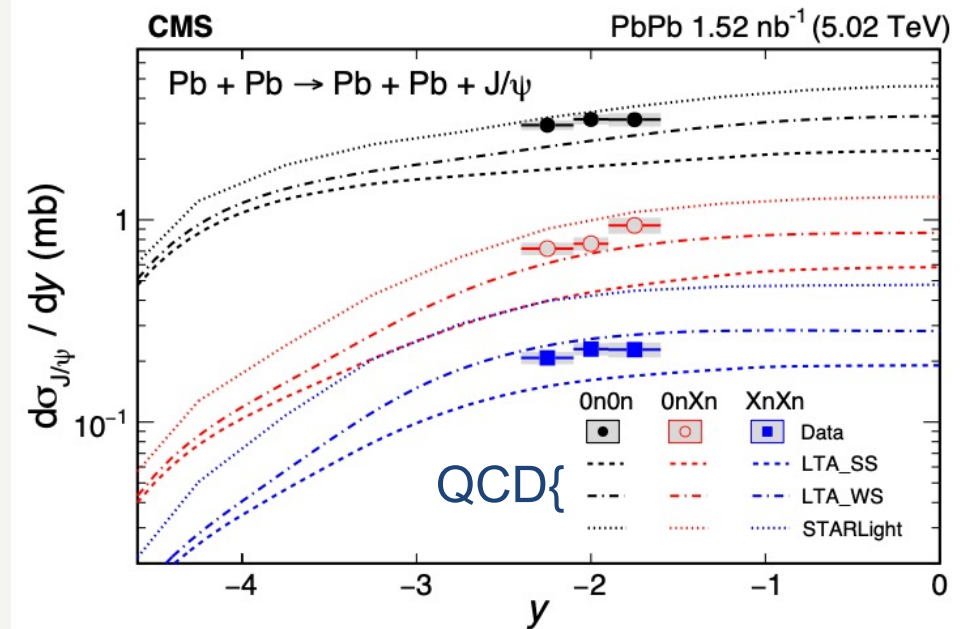 CMS PbPb 1.52 nb⁻¹ (5.02 TeV)
Pb + Pb → Pb + Pb + J/ψ
dσ_J/ψ / dy (mb)
1
10⁻¹
0n0n 0nXn XnXn
Data
LTA_SS
QCD{ LTA_WS
STARLight
−4 −3 −2 −1 0
y